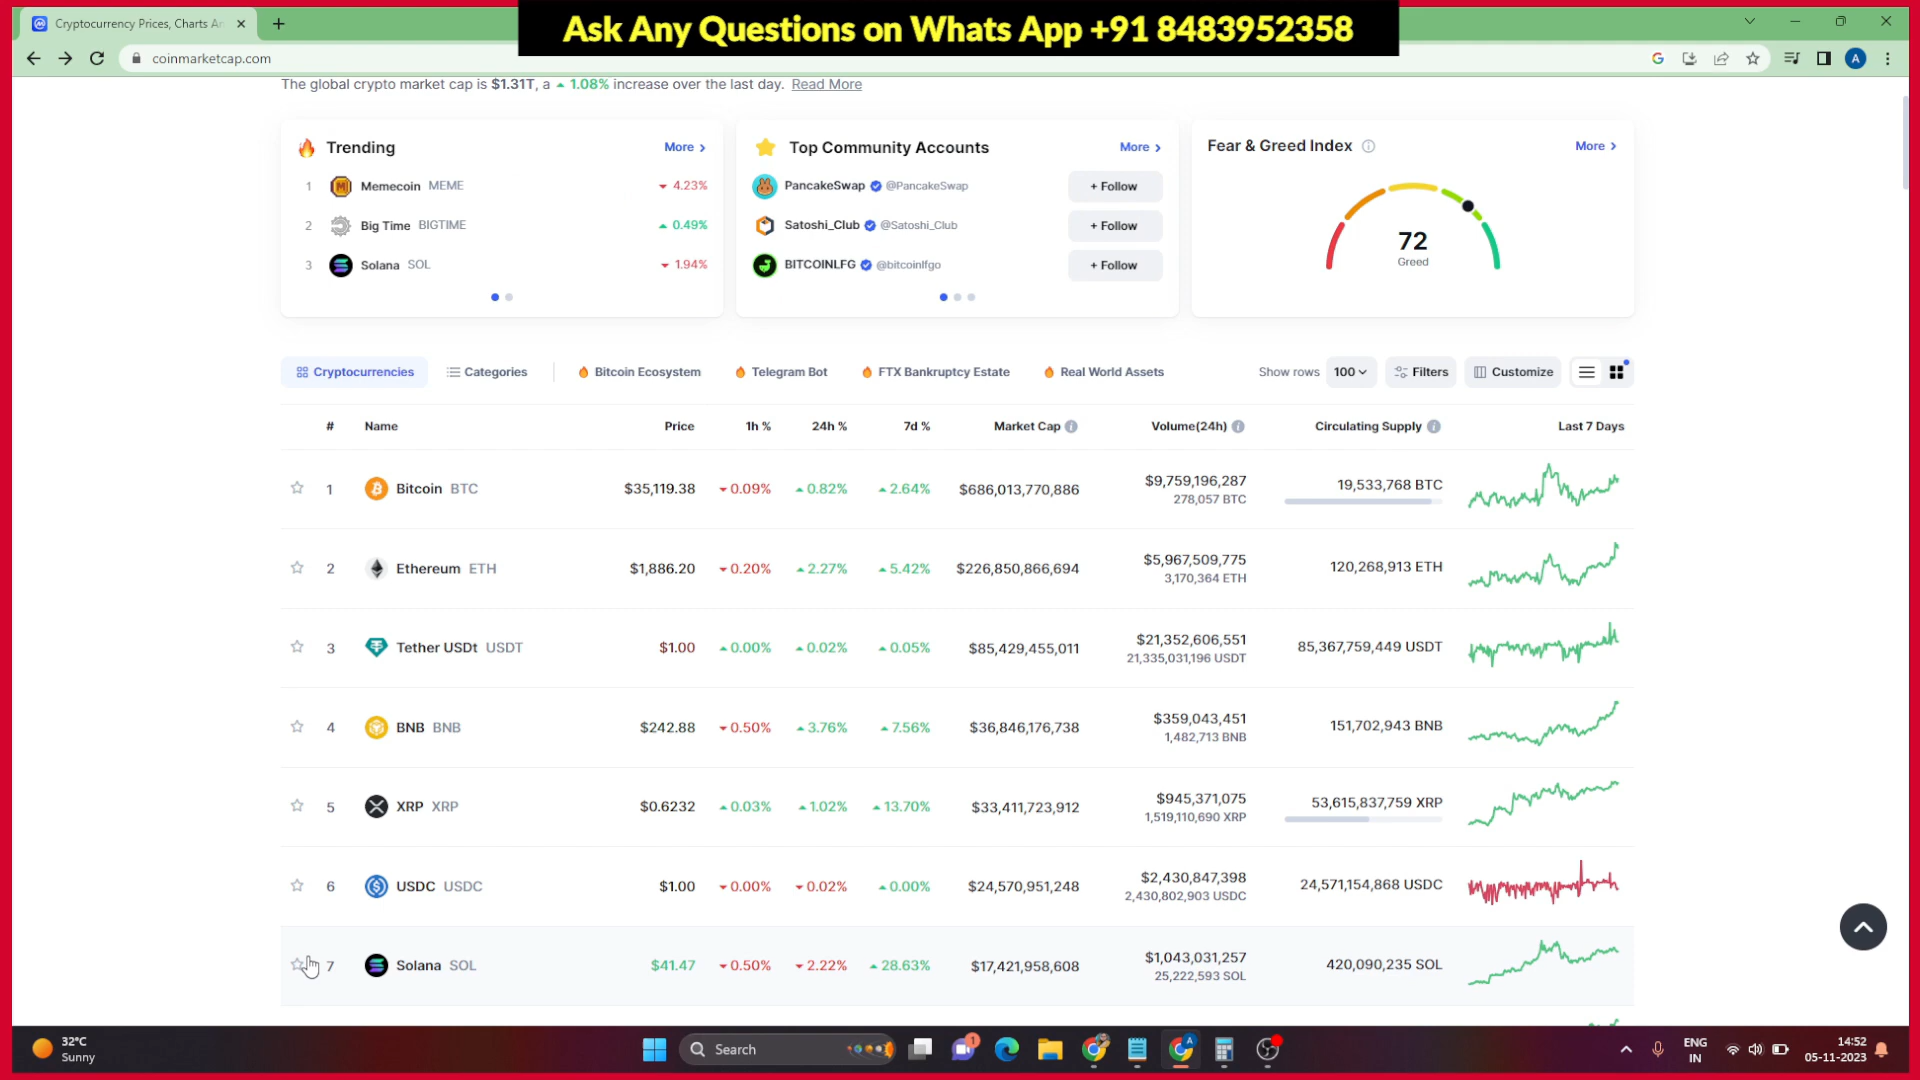 Cryptocurrency Prices, Charts An
Ask Any Questions on Whats App +91 8483952358
coinmarketcap.com
A
The global crypto market cap is $1.31T, a 1.08% increase over the last day. Read More
Trending More
1 Memecoin MEME 4.23%
2 Big Time BIGTIME 0.49%
3 Solana SOL 1.94%
Top Community Accounts More
PancakeSwap @PancakeSwap + Follow
Satoshi_Club @Satoshi_Club + Follow
BITCOINLFG @bitcoinlfgo + Follow
Fear & Greed Index More
72
Greed
Cryptocurrencies Categories Bitcoin Ecosystem Telegram Bot FTX Bankruptcy Estate Real World Assets Show rows 100 Filters Customize
# Name Price 1h % 24h % 7d % Market Cap Volume(24h) Circulating Supply Last 7 Days
1 Bitcoin BTC $35,119.38 0.09% 0.82% 2.64% $686,013,770,886 $9,759,196,287 19,533,768 BTC
278,057 BTC
2 Ethereum ETH $1,886.20 0.20% 2.27% 5.42% $226,850,866,694 $5,967,509,775 120,268,913 ETH
3,170,364 ETH
3 Tether USDt USDT $1.00 0.00% 0.02% 0.05% $85,429,455,011 $21,352,606,551 85,367,759,449 USDT
21,335,031,196 USDT
4 BNB BNB $242.88 0.50% 3.76% 7.56% $36,846,176,738 $359,043,451 151,702,943 BNB
1,482,713 BNB
5 XRP XRP $0.6232 0.03% 1.02% 13.70% $33,411,723,912 $945,371,075 53,615,837,759 XRP
1,519,110,690 XRP
6 USDC USDC $1.00 0.00% 0.02% 0.00% $24,570,951,248 $2,430,847,398 24,571,154,868 USDC
2,430,802,903 USDC
7 Solana SOL $41.47 0.50% 2.22% 28.63% $17,421,958,608 $1,043,031,257 420,090,235 SOL
25,222,593 SOL
32°C
Sunny
Search
1
A
ENG
IN
14:52
05-11-2023